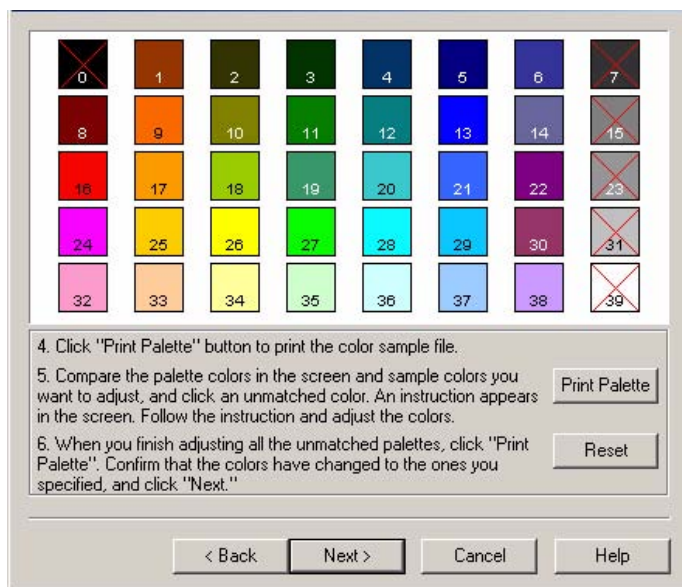 0 1 2 3 4 5 6 7
8 9 10 11 12 13 14 15
16 17 18 19 20 21 22 23
24 25 26 27 28 29 30 31
32 33 34 35 36 37 38 39
4. Click "Print Palette" button to print the color sample file.
5. Compare the palette colors in the screen and sample colors you
want to adjust, and click an unmatched color. An instruction appears
in the screen. Follow the instruction and adjust the colors.
Print Palette
6. When you finish adjusting all the unmatched palettes, click "Print
Palette". Confirm that the colors have changed to the ones you
specified, and click "Next."
Reset
< Back
Next >
Cancel
Help